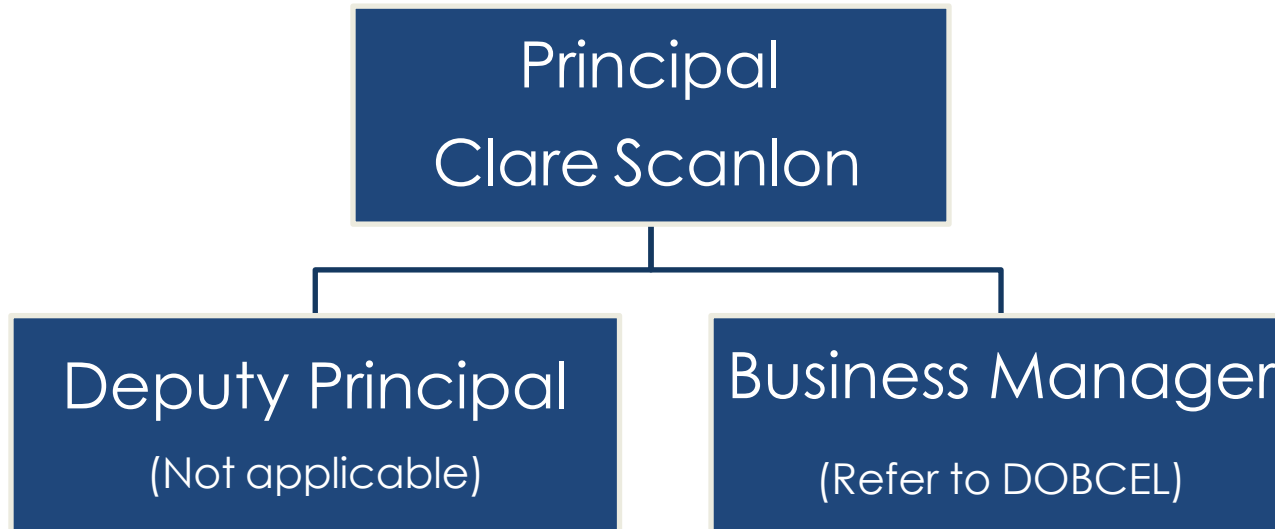 Principal
Clare Scanlon
Deputy Principal
(Not applicable)
Business Manager
(Refer to DOBCEL)